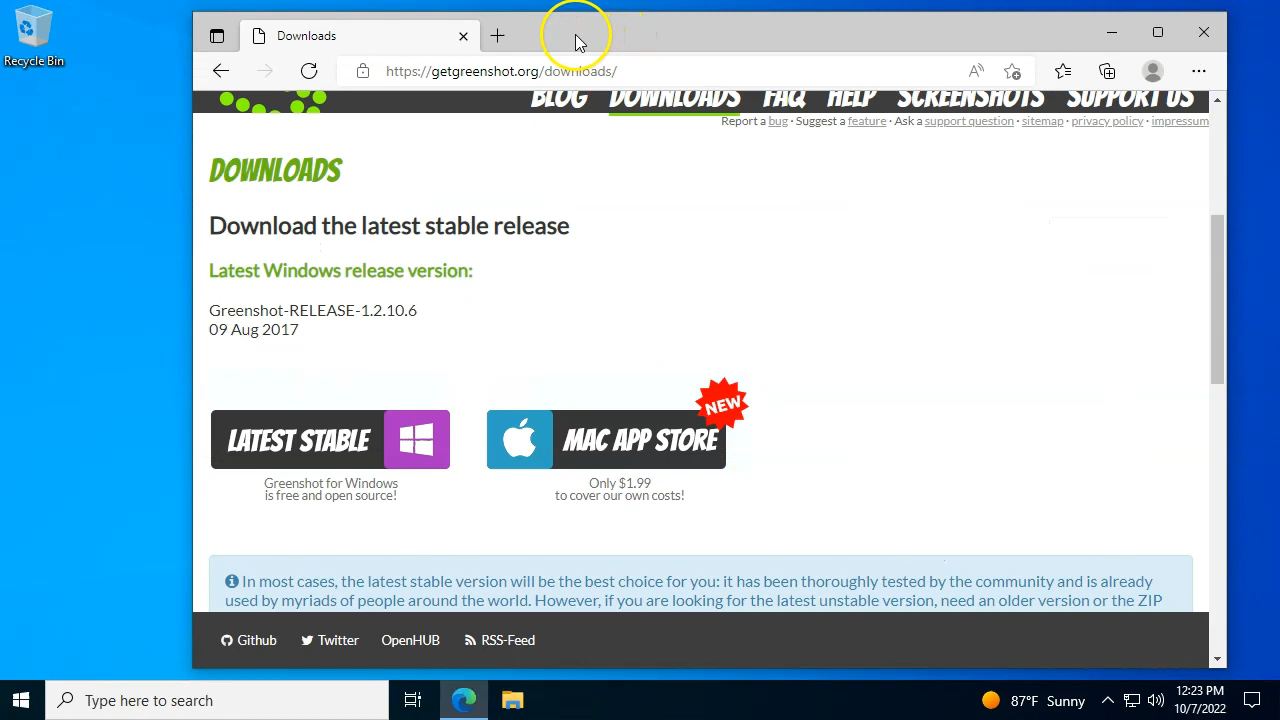 Recycle Bin
Downloads
https://getgreenshot.org/downloads/
BLOG DOWNLOADS FAQ HELP SCREENSHOTS SUPPORT US
Report a bug · Suggest a feature · Ask a support question · sitemap · privacy policy · impressum
DOWNLOADS
Download the latest stable release
Latest Windows release version:
Greenshot-RELEASE-1.2.10.6
09 Aug 2017
NEW
LATEST STABLE
MAC APP STORE
Greenshot for Windows
is free and open source!
Only $1.99
to cover our own costs!
In most cases, the latest stable version will be the best choice for you: it has been thoroughly tested by the community and is already
used by myriads of people around the world. However, if you are looking for the latest unstable version, need an older version or the ZIP
Github Twitter OpenHUB RSS-Feed
Type here to search
87°F Sunny
12:23 PM
10/7/2022